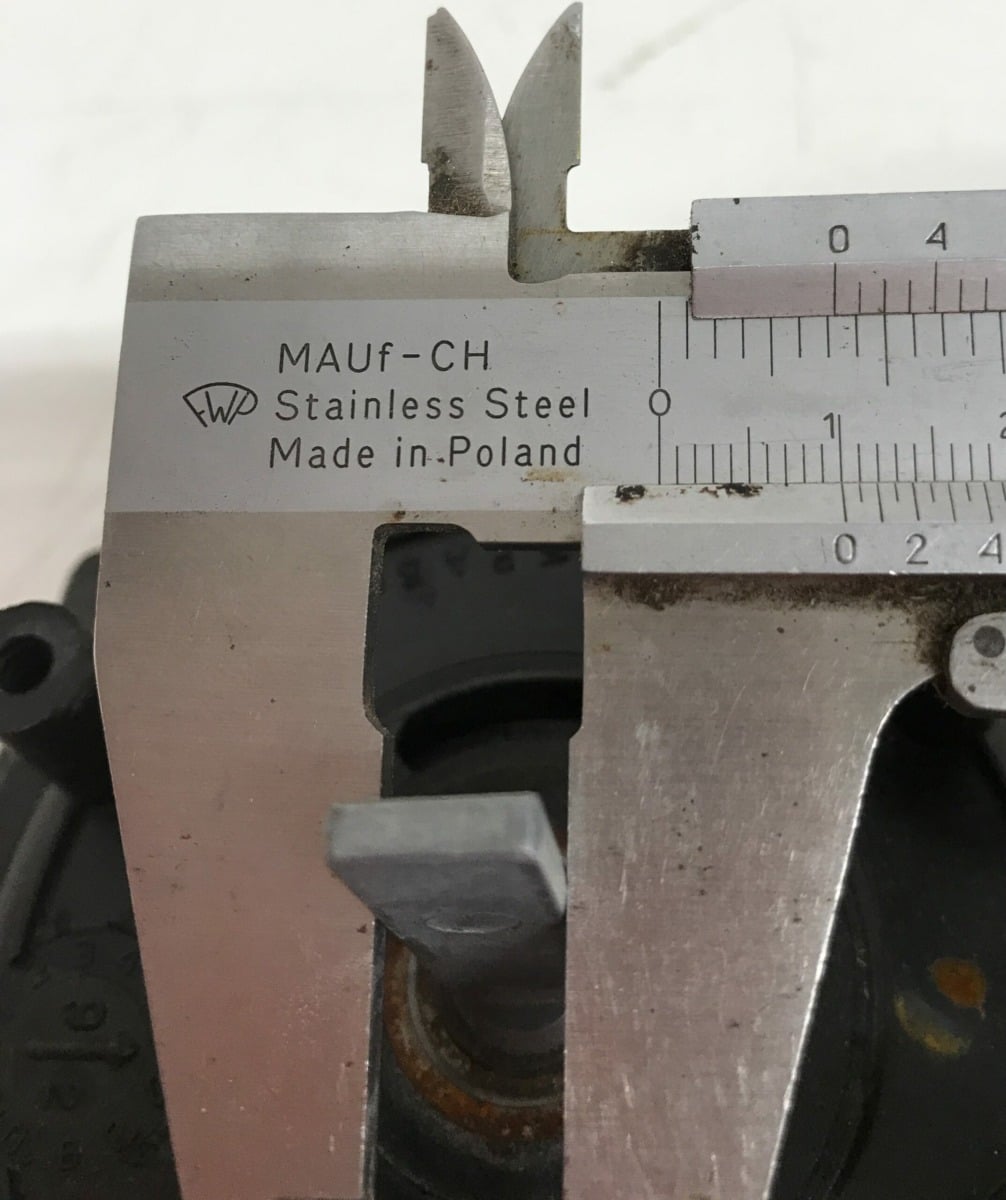 0 4
MAUf-CH
FWP Stainless Steel
Made in Poland
0
1 2
0 2 4